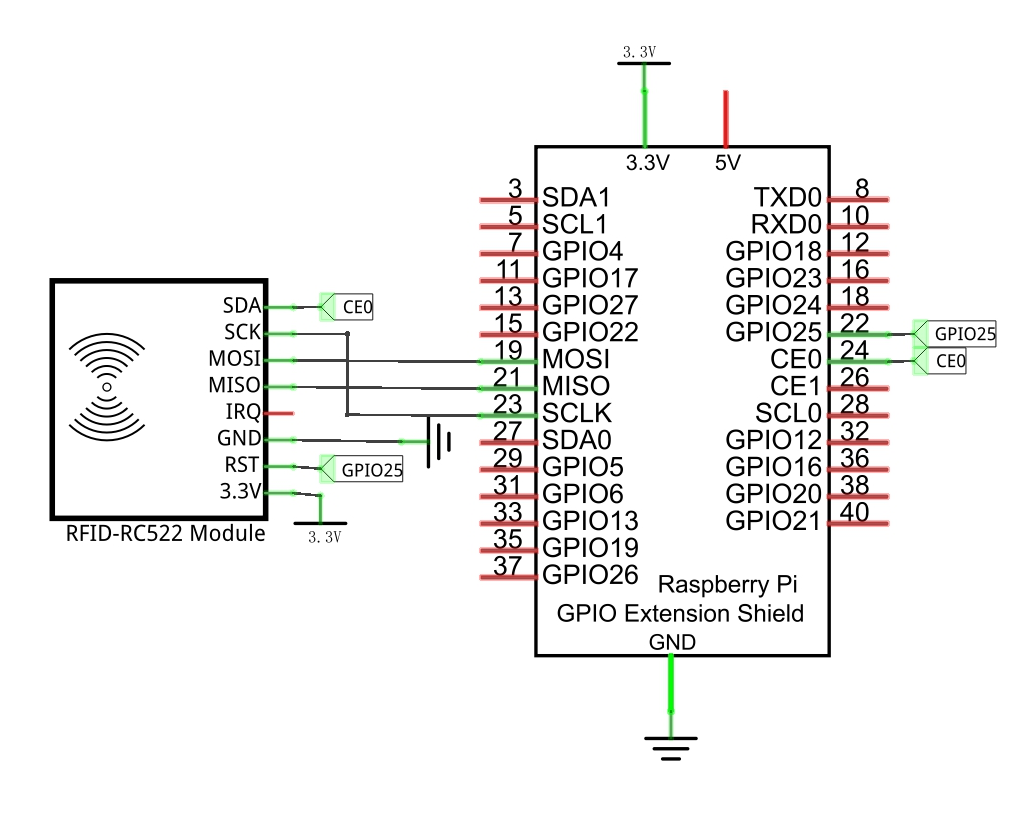 3.3V
3.3V 5V
3 SDA1 TXD0 8
5 SCL1 RXD0 10
7 GPIO4 GPIO18 12
11 GPIO17 GPIO23 16
13 GPIO27 GPIO24 18
15 GPIO22 GPIO25 22 GPIO25
19 MOSI CE0 24 CE0
21 MISO CE1 26
23 SCLK SCL0 28
27 SDA0 GPIO12 32
29 GPIO5 GPIO16 36
31 GPIO6 GPIO20 38
33 GPIO13 GPIO21 40
35 GPIO19
37 GPIO26
Raspberry Pi
GPIO Extension Shield
GND
SDA CE0
SCK
MOSI
MISO
IRQ
GND
RST GPIO25
3.3V
3.3V
RFID-RC522 Module